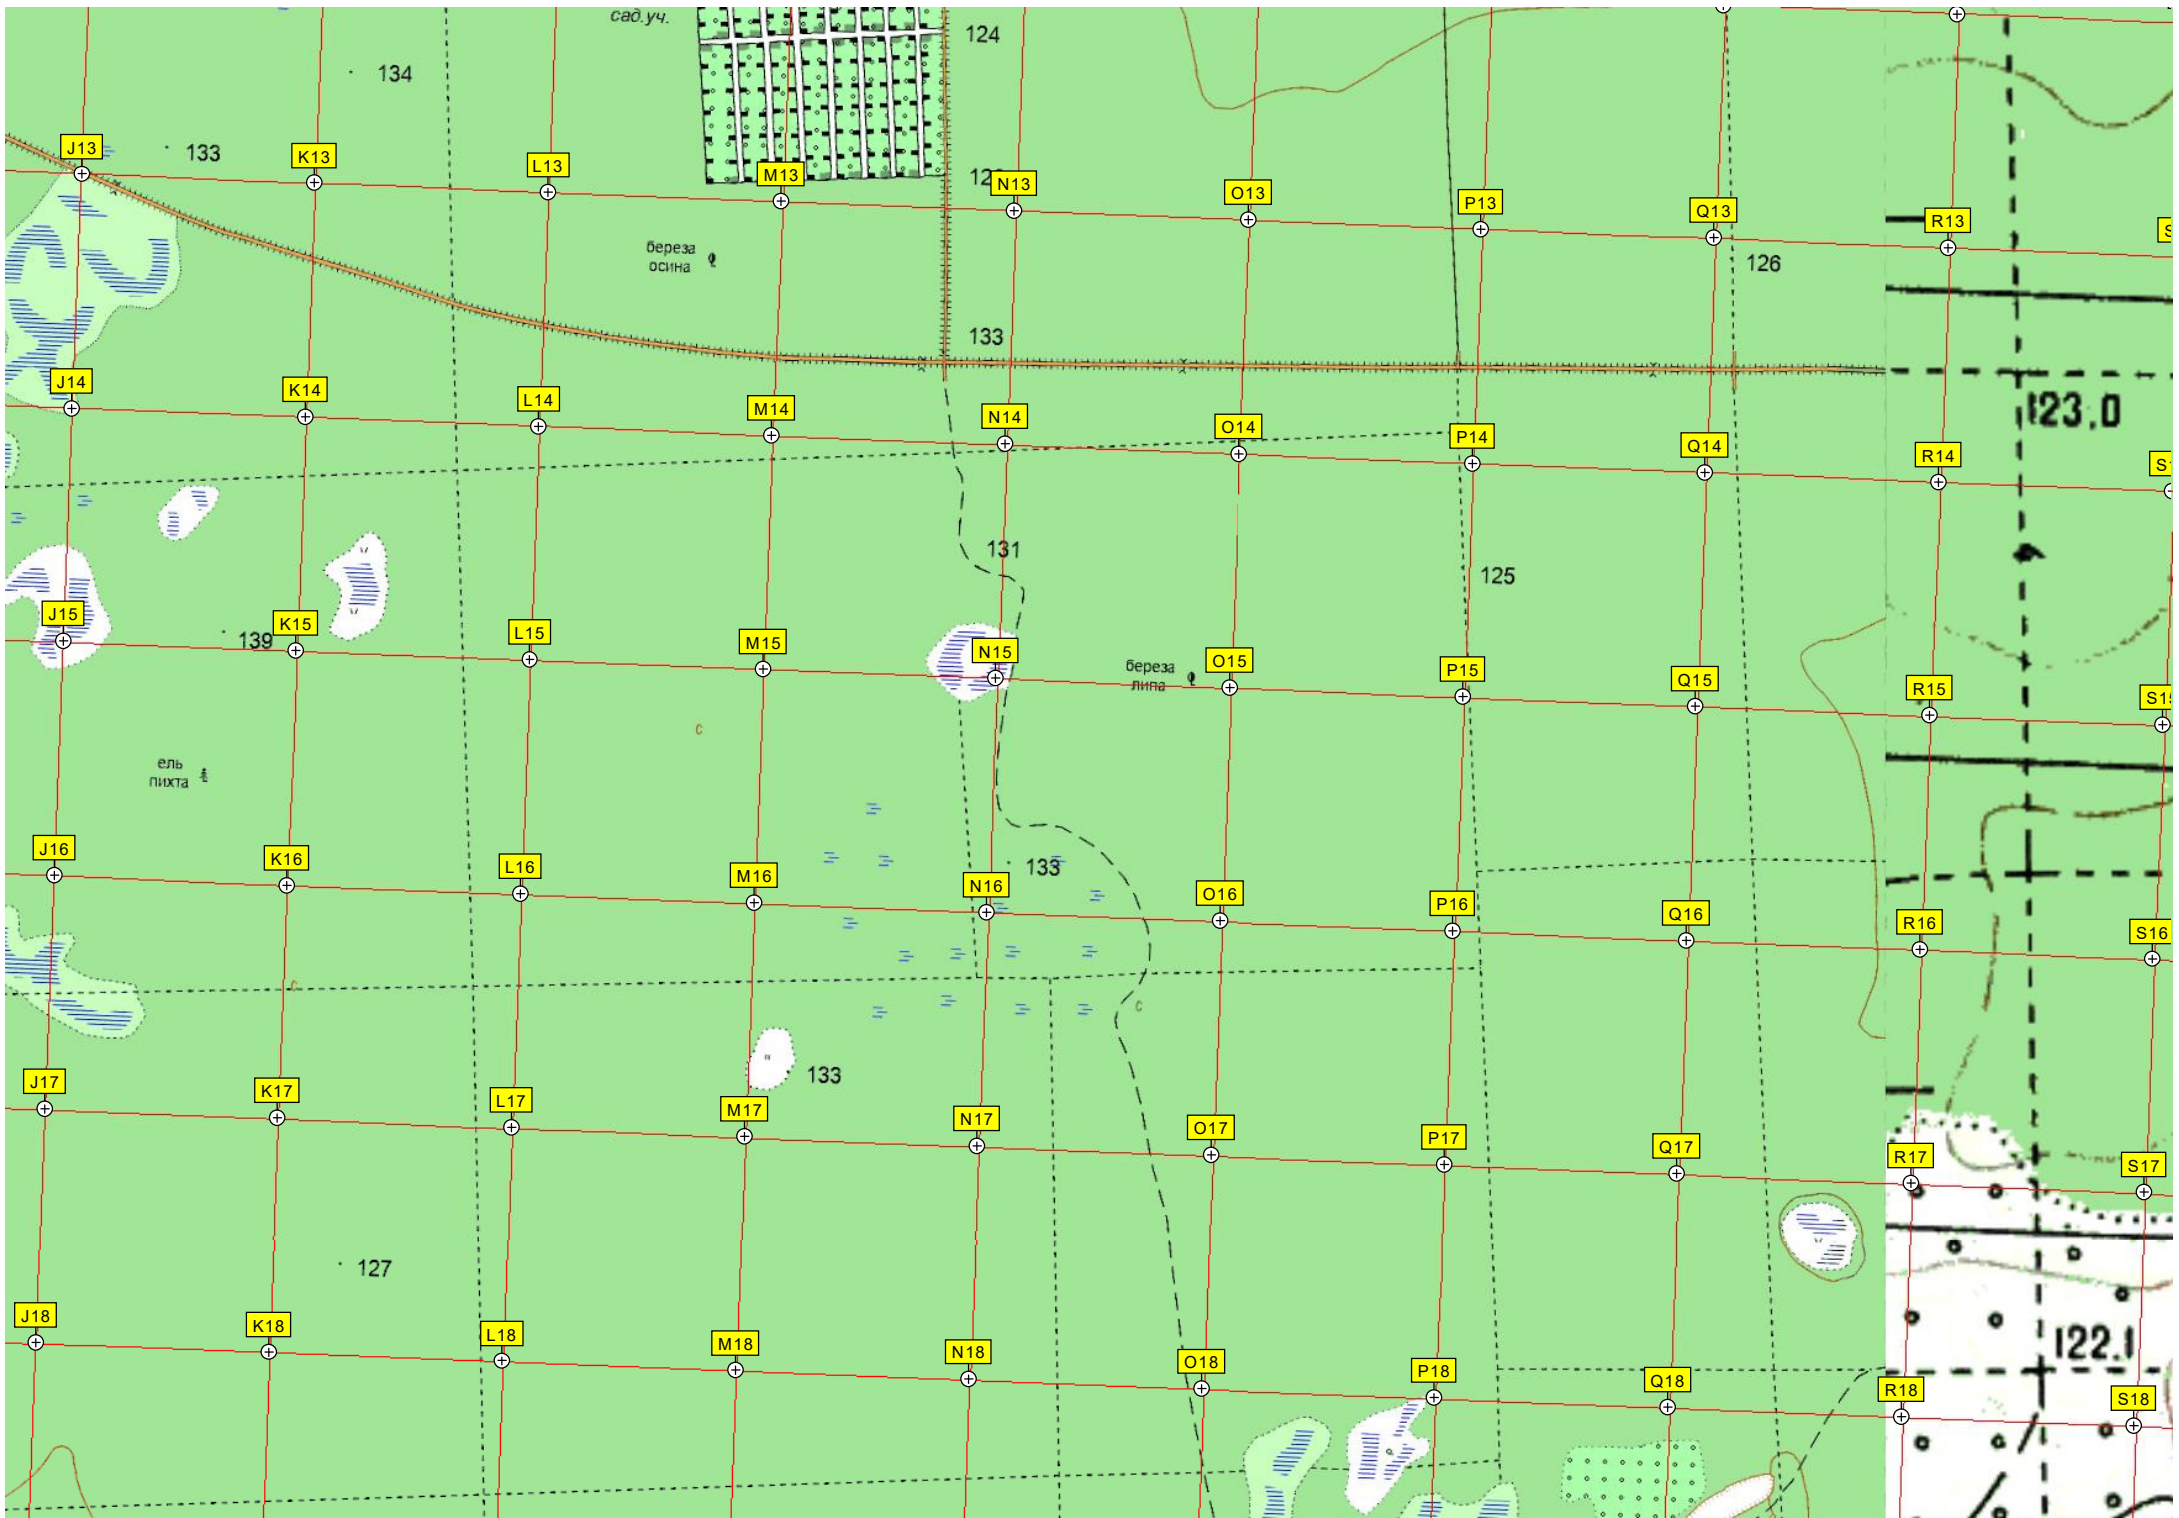 сад.уч.
124
134
J13
133
K13
L13
M13
N13
O13
P13
Q13
R13
береза
осина
126
133
J14
K14
L14
M14
N14
O14
P14
Q14
R14
123,0
131
125
J15
139
K15
L15
M15
N15
береза
липа
O15
P15
Q15
R15
с
ель
пихта
J16
K16
L16
M16
N16
133
O16
P16
Q16
R16
S16
с
с
133
J17
K17
L17
M17
N17
O17
P17
Q17
R17
S17
127
J18
K18
L18
M18
N18
O18
P18
Q18
R18
S18
122.1